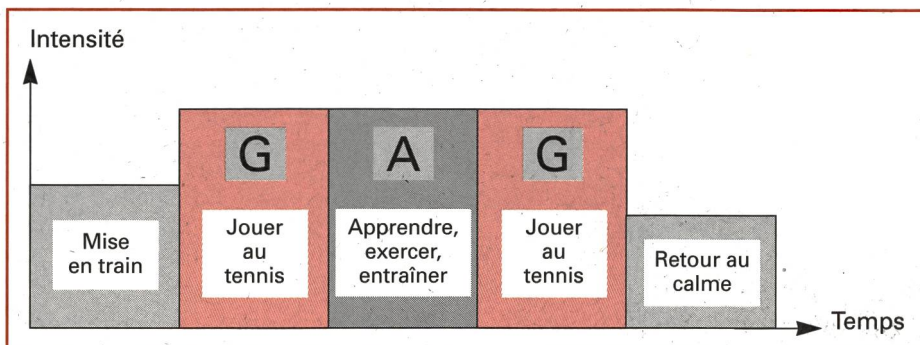 Intensité
G
A
G
Mise
en train
Jouer
au
tennis
Apprendre,
exercer,
entraîner
Jouer
au
tennis
Retour au
calme
Temps